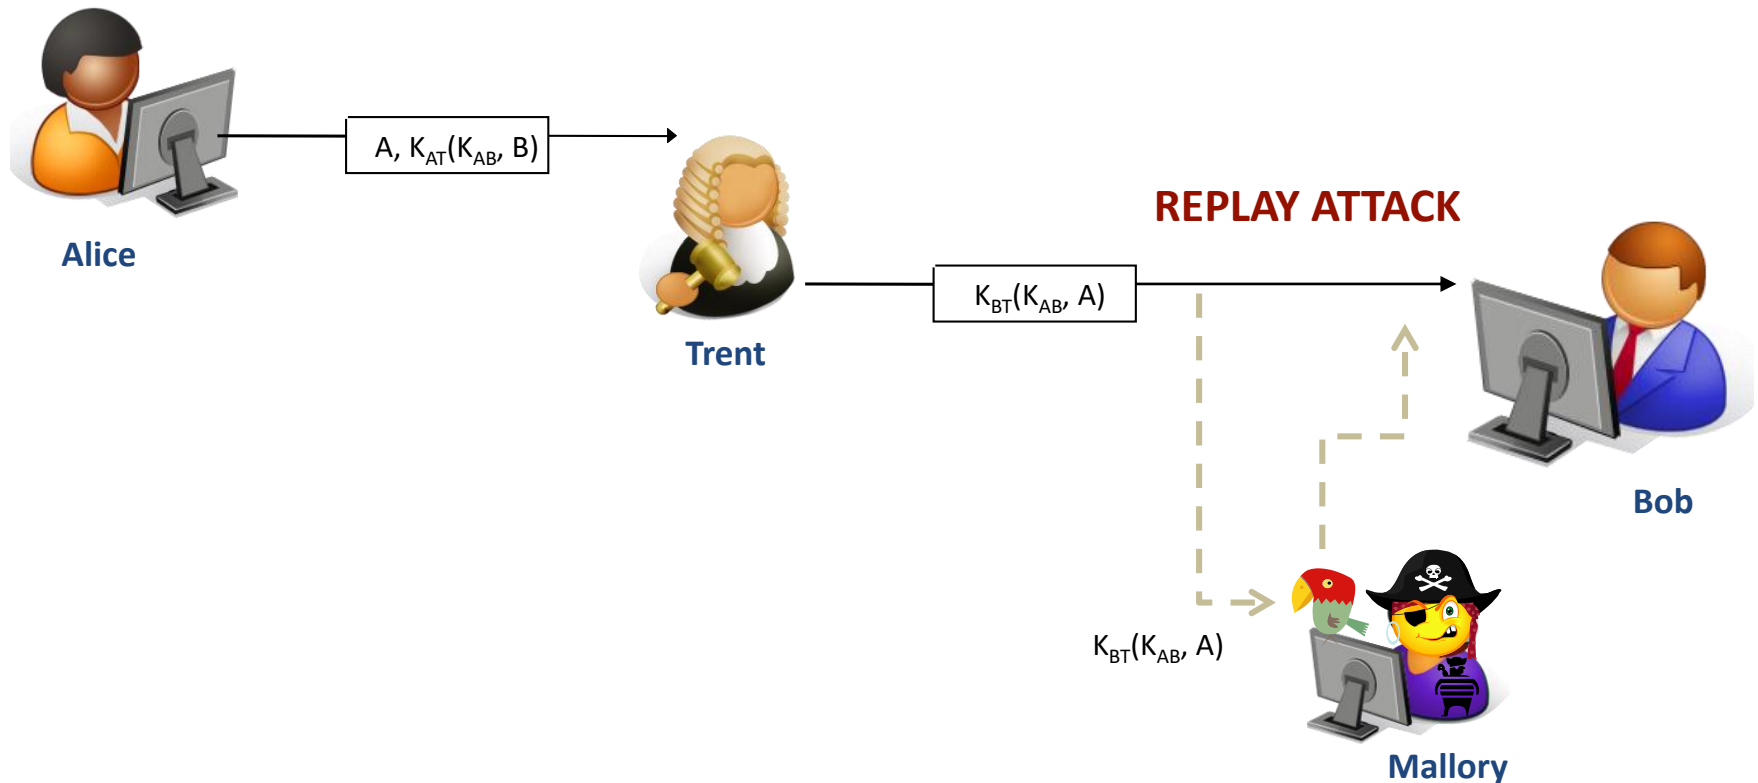 A, K_AT(K_AB, B)
REPLAY ATTACK
Alice
K_BT(K_AB, A)
Trent
Bob
K_BT(K_AB, A)
Mallory